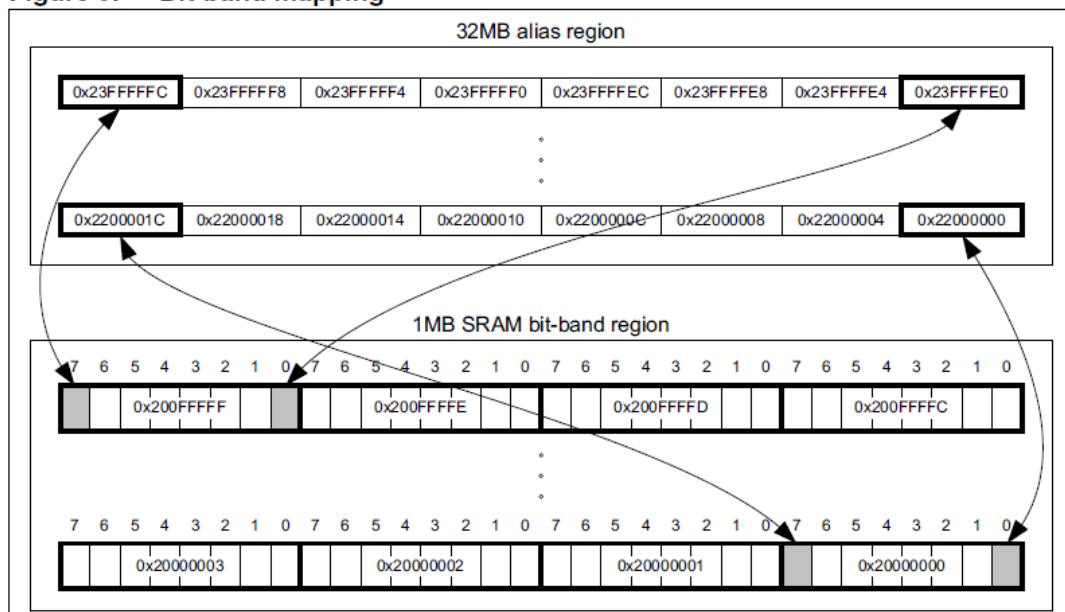 32MB alias region
0x23FFFFFC 0x23FFFFF8 0x23FFFFF4 0x23FFFFF0 0x23FFFFEC 0x23FFFFE8 0x23FFFFE4 0x23FFFFE0
0x2200001C 0x22000018 0x22000014 0x22000010 0x2200000C 0x22000008 0x22000004 0x22000000
1MB SRAM bit-band region
7 6 5 4 3 2 1 0 7 6 5 4 3 2 1 0 7 6 5 4 3 2 1 0 7 6 5 4 3 2 1 0
0x200FFFFF 0x200FFFFE 0x200FFFFD 0x200FFFFC
7 6 5 4 3 2 1 0 7 6 5 4 3 2 1 0 7 6 5 4 3 2 1 0 7 6 5 4 3 2 1 0
0x20000003 0x20000002 0x20000001 0x20000000